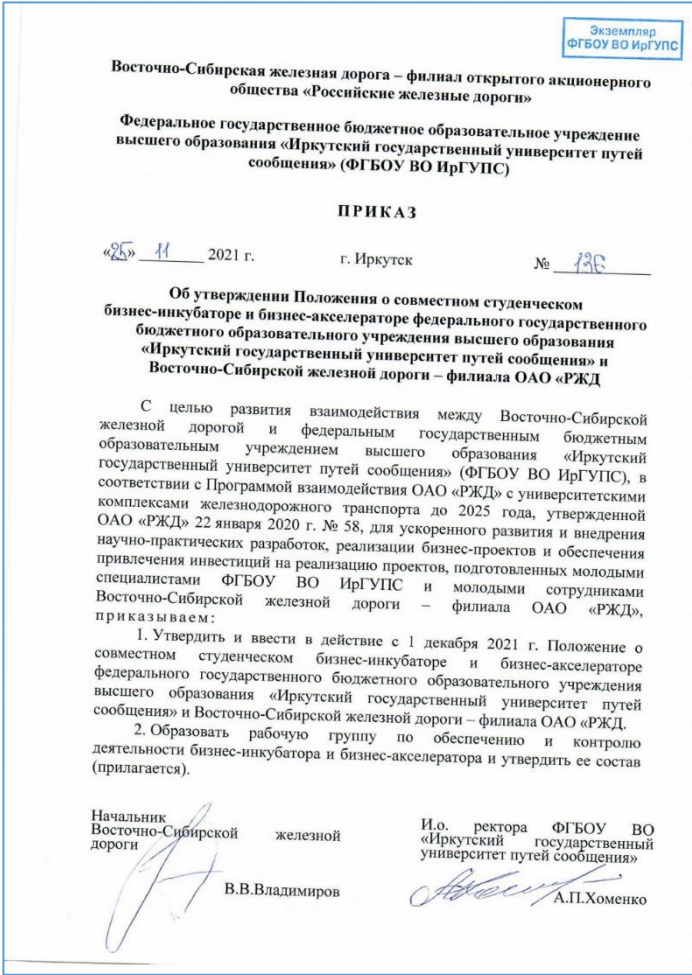 Экземпляр
ФГБОУ ВО ИрГУПС
Восточно-Сибирская железная дорога – филиал открытого акционерного
общества «Российские железные дороги»
Федеральное государственное бюджетное образовательное учреждение
высшего образования «Иркутский государственный университет путей
сообщения» (ФГБОУ ВО ИрГУПС)
ПРИКАЗ
«25» 11 2021 г. г. Иркутск № 136
Об утверждении Положения о совместном студенческом
бизнес-инкубаторе и бизнес-акселераторе федерального государственного
бюджетного образовательного учреждения высшего образования
«Иркутский государственный университет путей сообщения» и
Восточно-Сибирской железной дороги – филиала ОАО «РЖД
С целью развития взаимодействия между Восточно-Сибирской
железной дорогой и федеральным государственным бюджетным
образовательным учреждением высшего образования «Иркутский
государственный университет путей сообщения» (ФГБОУ ВО ИрГУПС), в
соответствии с Программой взаимодействия ОАО «РЖД» с университетскими
комплексами железнодорожного транспорта до 2025 года, утвержденной
ОАО «РЖД» 22 января 2020 г. № 58, для ускоренного развития и внедрения
научно-практических разработок, реализации бизнес-проектов и обеспечения
привлечения инвестиций на реализацию проектов, подготовленных молодыми
специалистами ФГБОУ ВО ИрГУПС и молодыми сотрудниками
Восточно-Сибирской железной дороги – филиала ОАО «РЖД»,
приказываем:
1. Утвердить и ввести в действие с 1 декабря 2021 г. Положение о
совместном студенческом бизнес-инкубаторе и бизнес-акселераторе
федерального государственного бюджетного образовательного учреждения
высшего образования «Иркутский государственный университет путей
сообщения» и Восточно-Сибирской железной дороги – филиала ОАО «РЖД.
2. Образовать рабочую группу по обеспечению и контролю
деятельности бизнес-инкубатора и бизнес-акселератора и утвердить ее состав
(прилагается).
Начальник
Восточно-Сибирской железной
дороги
В.В.Владимиров
И.о. ректора ФГБОУ ВО
«Иркутский государственный
университет путей сообщения»
А.П.Хоменко